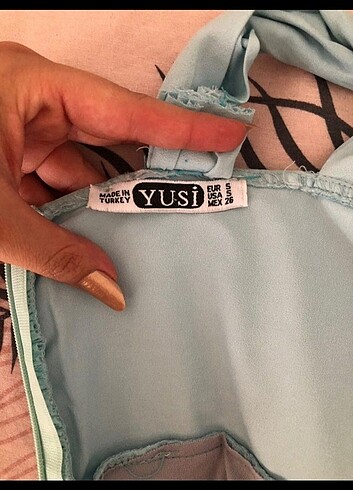 MADE IN
TURKEY
YUSİ
EUR S
USA S
MEX 26